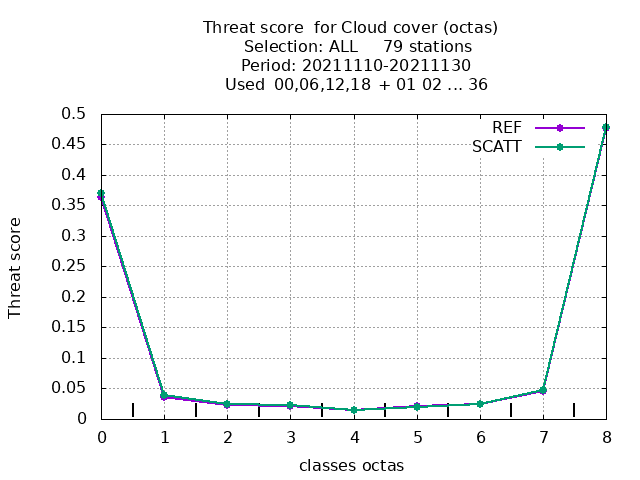 Threat score  for Cloud cover (octas)
Selection: ALL     79 stations
Period: 20211110-20211130
Used  00,06,12,18  + 01 02 ... 36
REF
SCATT
0.5
0.45
0.4
0.35
0.3
0.25
0.2
0.15
0.1
0.05
0
Threat score
0 1 2 3 4 5 6 7 8
classes octas